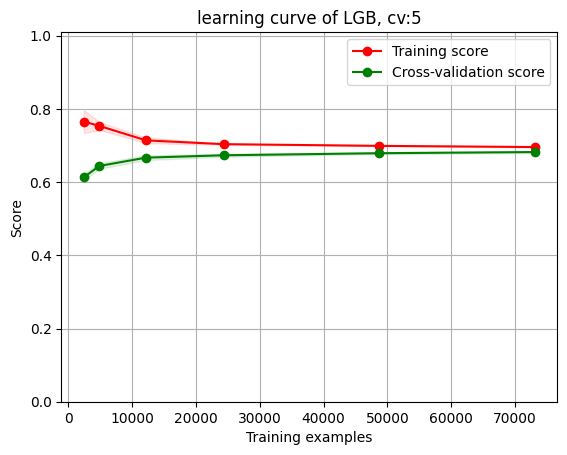 learning curve of LGB, cv:5
Training score
Cross-validation score
Score
1.0
0.8
0.6
0.4
0.2
0.0
0 10000 20000 30000 40000 50000 60000 70000
Training examples